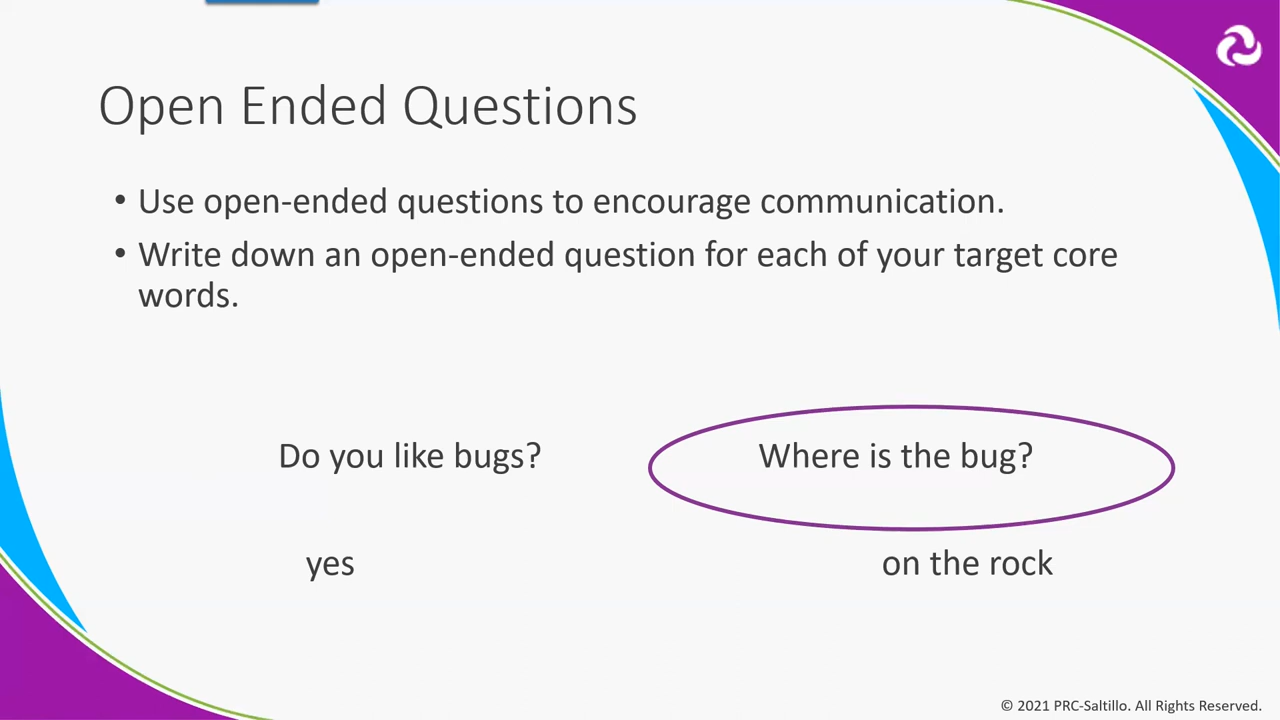 Open Ended Questions
• Use open-ended questions to encourage communication.
• Write down an open-ended question for each of your target core
words.
Do you like bugs?
Where is the bug?
yes
on the rock
© 2021 PRC-Saltillo. All Rights Reserved.